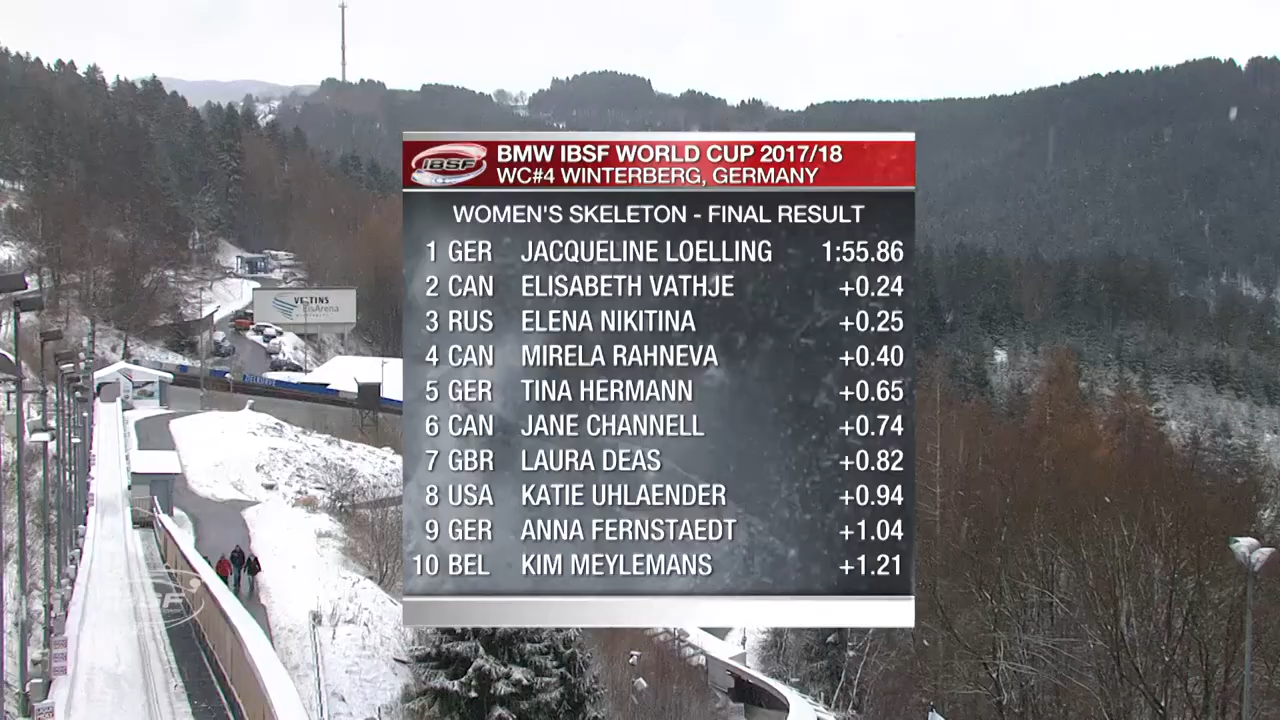 IBSF
BMW IBSF WORLD CUP 2017/18
WC#4 WINTERBERG, GERMANY
WOMEN'S SKELETON - FINAL RESULT
1 GER JACQUELINE LOELLING 1:55.86
2 CAN ELISABETH VATHJE +0.24
3 RUS ELENA NIKITINA +0.25
4 CAN MIRELA RAHNEVA +0.40
5 GER TINA HERMANN +0.65
6 CAN JANE CHANNELL +0.74
7 GBR LAURA DEAS +0.82
8 USA KATIE UHLAENDER +0.94
9 GER ANNA FERNSTAEDT +1.04
10 BEL KIM MEYLEMANS +1.21
VELTINS
EisArena